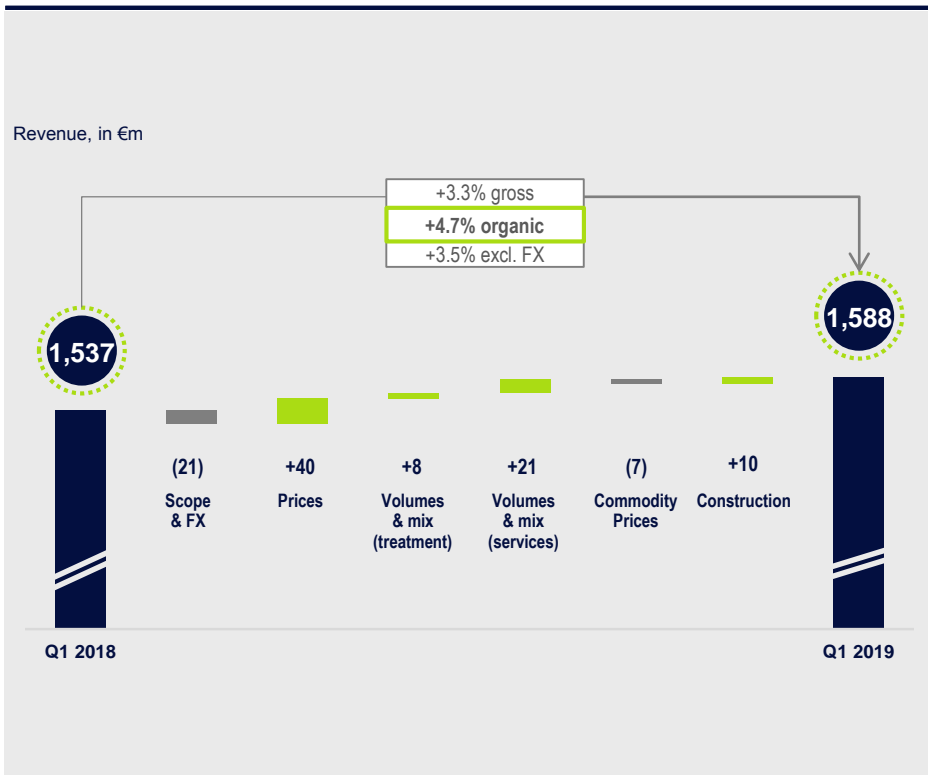 Revenue, in €m
+3.3% gross
+4.7% organic
+3.5% excl. FX
1,537
1,588
(21)
+40
+8
+21
(7)
+10
Scope
& FX
Prices
Volumes
& mix
(treatment)
Volumes
& mix
(services)
Commodity
Prices
Construction
Q1 2018
Q1 2019